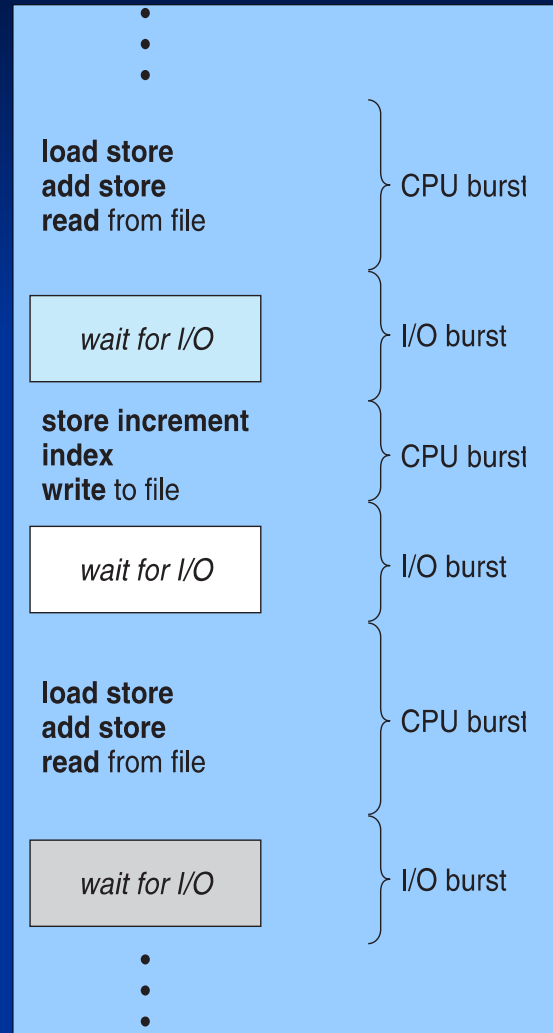 load store
add store
read from file
CPU burst
wait for I/O
I/O burst
store increment
index
write to file
CPU burst
wait for I/O
I/O burst
load store
add store
read from file
CPU burst
wait for I/O
I/O burst